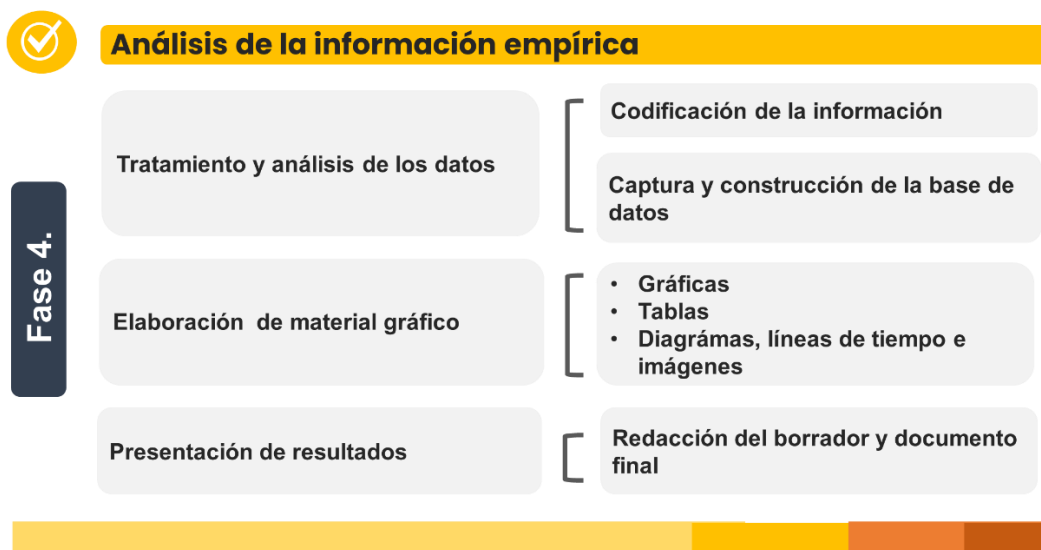 Análisis de la información empírica
Fase 4.
Tratamiento y análisis de los datos
Codificación de la información
Captura y construcción de la base de
datos
Elaboración  de material gráfico
• Gráficas
• Tablas
• Diagrámas, líneas de tiempo e
imágenes
Presentación de resultados
Redacción del borrador y documento
final